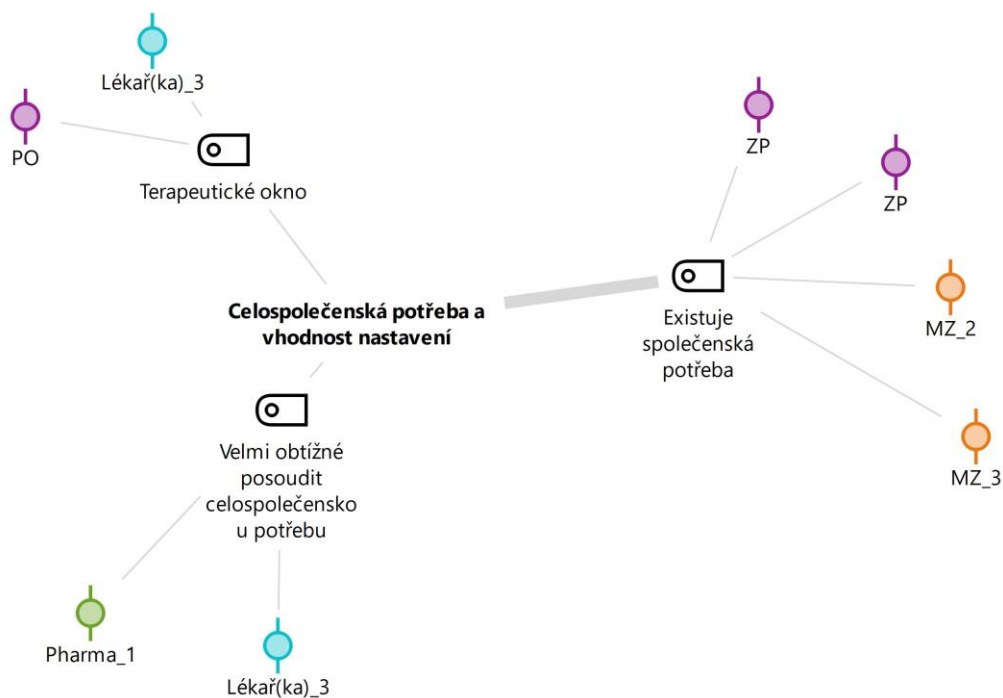 Lékař(ka)_3
PO
Terapeutické okno
ZP
ZP
Celospolečenská potřeba a
vhodnost nastavení
Existuje
společenská
potřeba
MZ_2
MZ_3
Velmi obtížné
posoudit
celospolečensko
u potřebu
Pharma_1
Lékař(ka)_3